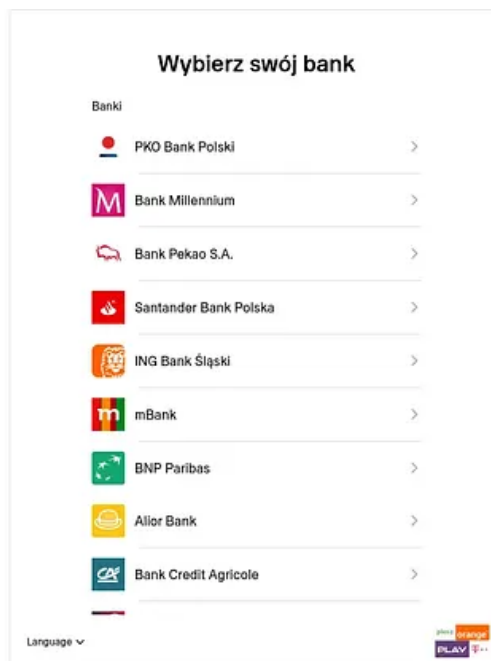 Wybierz swój bank
Banki
PKO Bank Polski
Bank Millennium
Bank Pekao S.A.
Santander Bank Polska
ING Bank Śląski
mBank
BNP Paribas
Alior Bank
Bank Credit Agricole
Language
plus orange
PLAY T